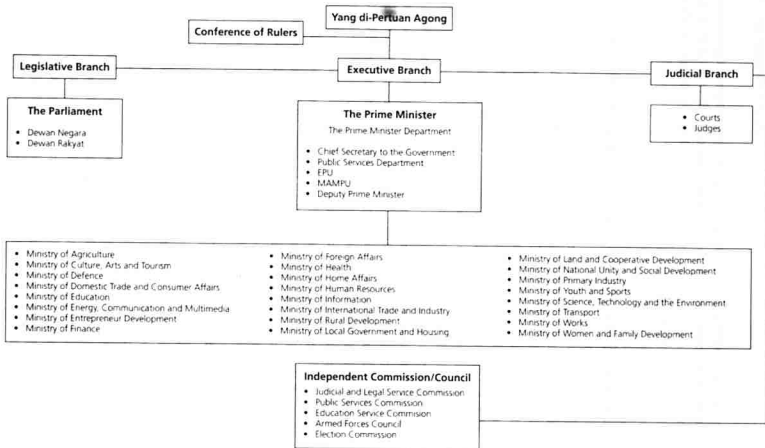 Yang di-Pertuan Agong
Conference of Rulers
Legislative Branch
Executive Branch
Judicial Branch
The Parliament
• Dewan Negara
• Dewan Rakyat
The Prime Minister
The Prime Minister Department
• Chief Secretary to the Government
• Public Services Department
• EPU
• MAMPU
• Deputy Prime Minister
• Courts
• Judges
• Ministry of Agriculture
• Ministry of Culture, Arts and Tourism
• Ministry of Defence
• Ministry of Domestic Trade and Consumer Affairs
• Ministry of Education
• Ministry of Energy, Communication and Multimedia
• Ministry of Entrepreneur Development
• Ministry of Finance
• Ministry of Foreign Affairs
• Ministry of Health
• Ministry of Home Affairs
• Ministry of Human Resources
• Ministry of Information
• Ministry of International Trade and Industry
• Ministry of Rural Development
• Ministry of Local Government and Housing
• Ministry of Land and Cooperative Development
• Ministry of National Unity and Social Development
• Ministry of Primary Industry
• Ministry of Youth and Sports
• Ministry of Science, Technology and the Environment
• Ministry of Transport
• Ministry of Works
• Ministry of Women and Family Development
Independent Commission/Council
• Judicial and Legal Service Commission
• Public Services Commission
• Education Service Commision
• Armed Forces Council
• Election Commission